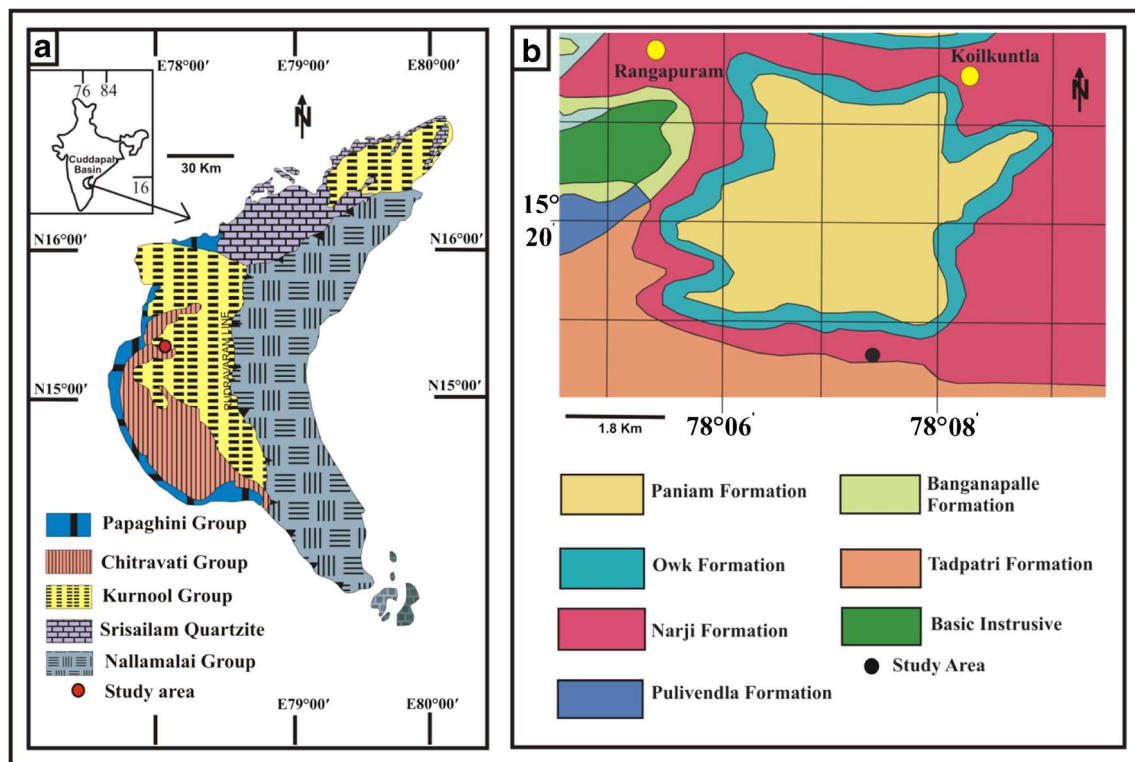 a
E78°00'
E79°00'
E80°00'
76 84
Cuddapah
Basin
16
N
30 Km
N16°00'
N16°00'
RUDRAVARAM LINE
N15°00'
N15°00'
Papaghini Group
Chitravati Group
Kurnool Group
Srisailam Quartzite
Nallamalai Group
Study area
E79°00'
E80°00'
b
Rangapuram
Koilkuntla
N
15°
20'
1.8 Km
78°06'
78°08'
Paniam Formation
Owk Formation
Narji Formation
Pulivendla Formation
Banganapalle
Formation
Tadpatri Formation
Basic Instrusive
Study Area